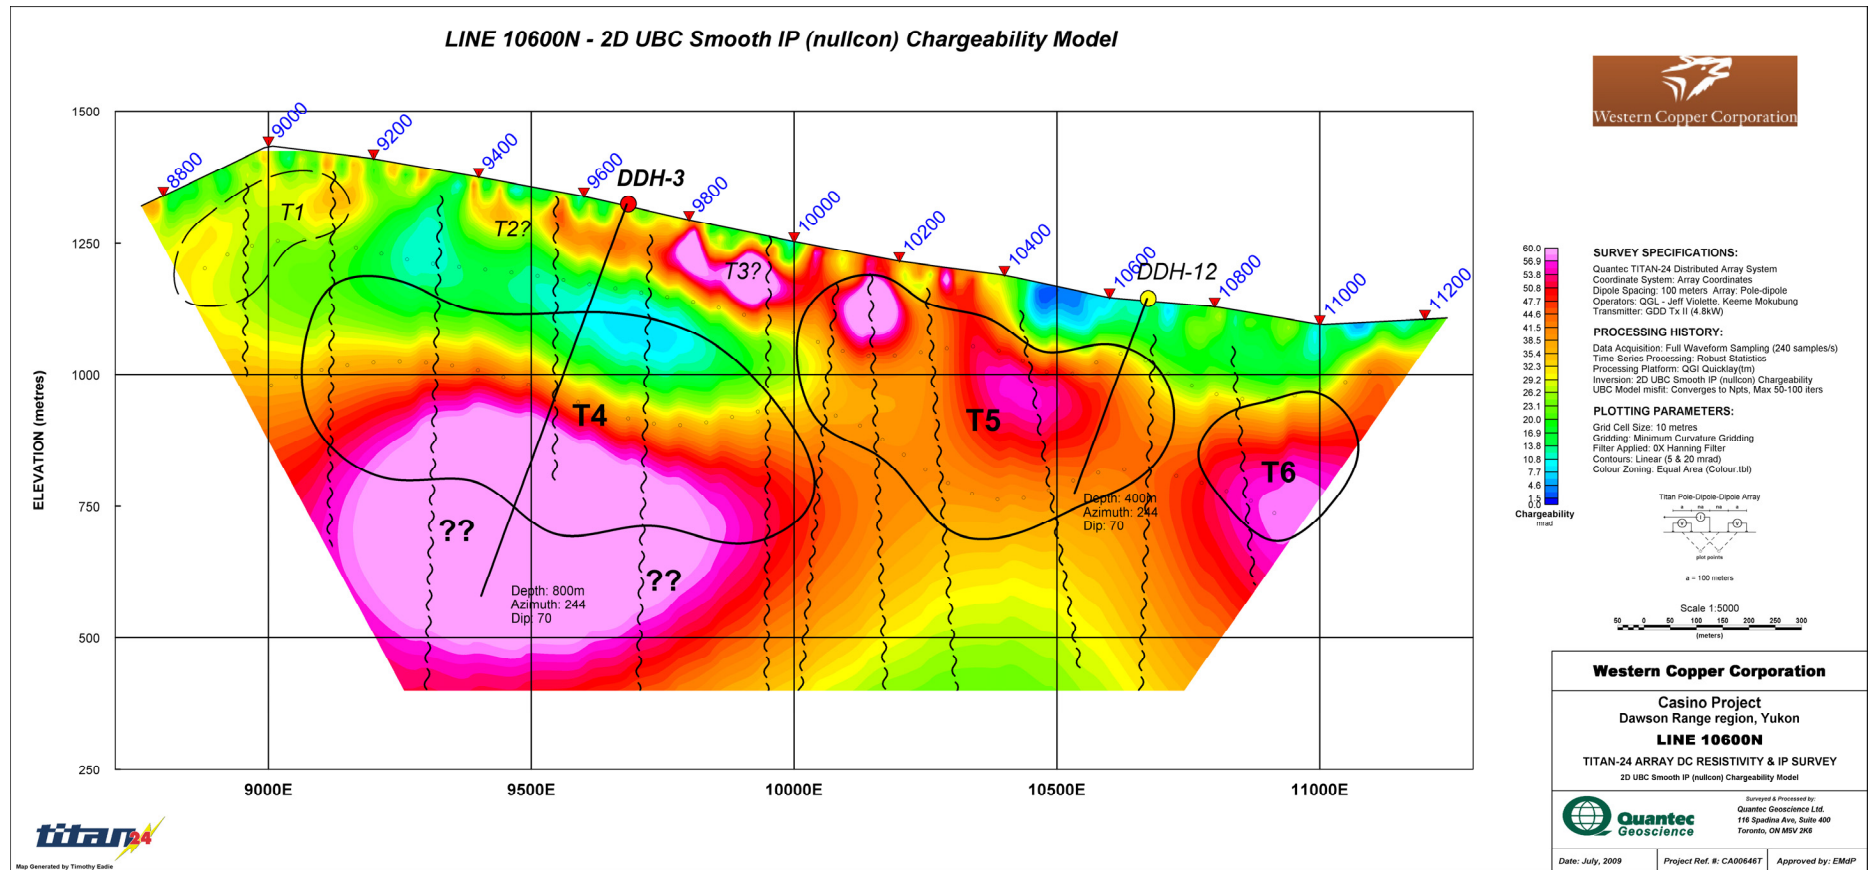 LINE 10600N - 2D UBC Smooth IP (nullcon) Chargeability Model
Western Copper Corporation
1500
1250
1000
750
500
250
ELEVATION (metres)
8800
9000
9200
9400
9600
9800
10000
10200
10400
10600
10800
11000
11200
DDH-3
DDH-12
T1
T2?
T3?
T4
T5
T6
??
??
Depth: 800m
Azimuth: 244
Dip: 70
Depth: 400m
Azimuth: 244
Dip: 70
9000E
9500E
10000E
10500E
11000E
60.0
56.9
53.8
50.8
47.7
44.6
41.5
38.5
35.4
32.3
29.2
26.2
23.1
20.0
16.9
13.8
10.8
7.7
4.6
1.5
0.0
Chargeability
mrad
SURVEY SPECIFICATIONS:
Quantec TITAN-24 Distributed Array System
Coordinate System: Array Coordinates
Dipole Spacing: 100 meters Array: Pole-dipole
Operators: QGL - Jeff Violette, Keeme Mokubung
Transmitter: GDD Tx II (4.8kW)
PROCESSING HISTORY:
Data Acquisition: Full Waveform Sampling (240 samples/s)
Time Series Processing: Robust Statistics
Processing Platform: QGI Quicklay(tm)
Inversion: 2D UBC Smooth IP (nullcon) Chargeability
UBC Model misfit: Converges to Npts, Max 50-100 iters
PLOTTING PARAMETERS:
Grid Cell Size: 10 metres
Gridding: Minimum Curvature Gridding
Filter Applied: 0X Hanning Filter
Contours: Linear (5 & 20 mrad)
Colour Zoning: Equal Area (Colour.tbl)
Titan Pole-Dipole-Dipole Array
a na na a
plot points
a = 100 meters
Scale 1:5000
50 0 50 100 150 200 250 300
(meters)
Western Copper Corporation
Casino Project
Dawson Range region, Yukon
LINE 10600N
TITAN-24 ARRAY DC RESISTIVITY & IP SURVEY
2D UBC Smooth IP (nullcon) Chargeability Model
Quantec
Geoscience
Surveyed & Processed by:
Quantec Geoscience Ltd.
116 Spadina Ave, Suite 400
Toronto, ON M5V 2K6
Date: July, 2009
Project Ref. #: CA00646T
Approved by: EMdP
titan24
Map Generated by Timothy Eadie